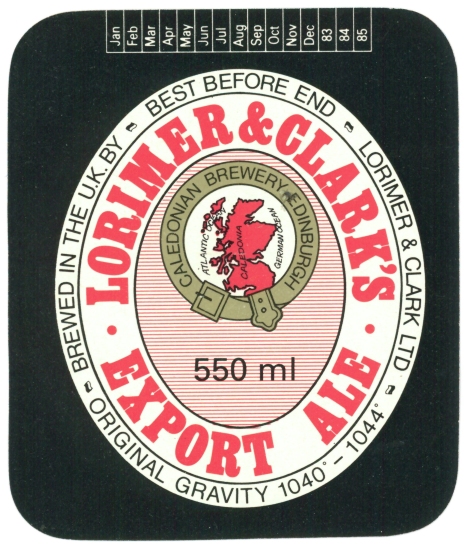 Jan Feb Mar Apr May Jun Jul Aug Sep Oct Nov Dec 83 84 85
BREWED IN THE U.K. BY
BEST BEFORE END
LORIMER & CLARK LTD
ORIGINAL GRAVITY 1040° – 1044°
LORIMER & CLARK'S
EXPORT ALE
CALEDONIAN BREWERY EDINBURGH
ATLANTIC OCEAN
CALEDONIA
GERMAN OCEAN
550 ml